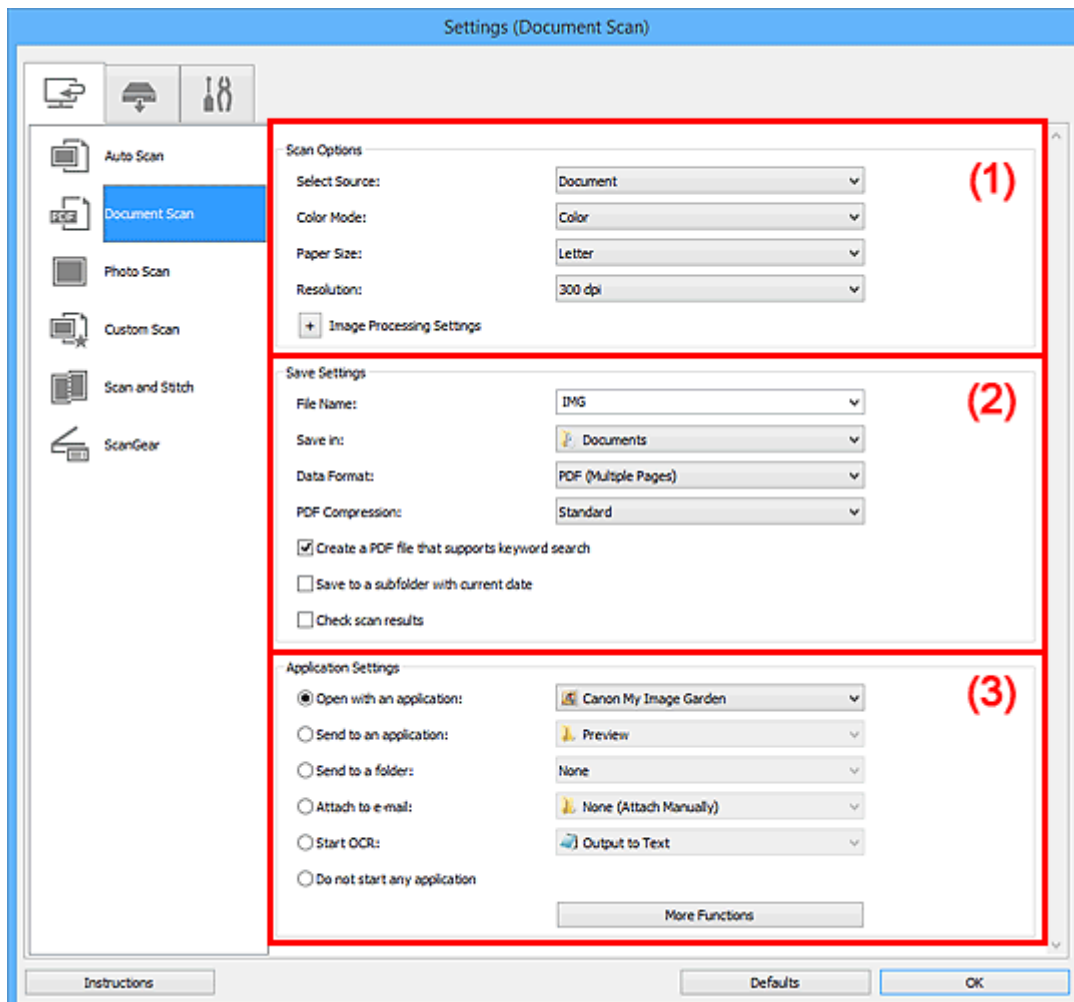 Settings (Document Scan)
Auto Scan
Document Scan
Photo Scan
Custom Scan
Scan and Stitch
ScanGear
Scan Options
(1)
Select Source: Document
Color Mode: Color
Paper Size: Letter
Resolution: 300 dpi
+ Image Processing Settings
Save Settings
(2)
File Name: IMG
Save in: Documents
Data Format: PDF (Multiple Pages)
PDF Compression: Standard
Create a PDF file that supports keyword search
Save to a subfolder with current date
Check scan results
Application Settings
(3)
Open with an application: Canon My Image Garden
Send to an application: Preview
Send to a folder: None
Attach to e-mail: None (Attach Manually)
Start OCR: Output to Text
Do not start any application
More Functions
Instructions Defaults OK